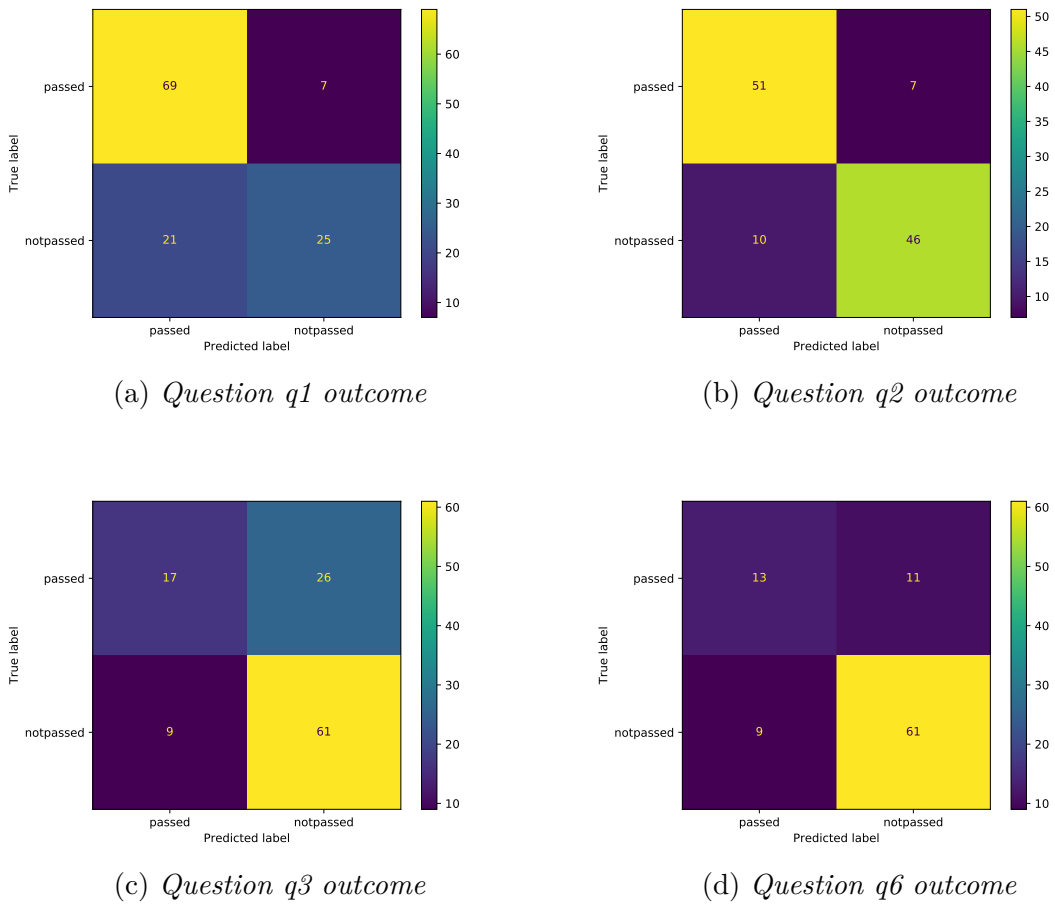 passed
69
7
notpassed
21
25
passed
notpassed
Predicted label
True label
60
50
40
30
20
10
(a) Question q1 outcome
passed
51
7
notpassed
10
46
passed
notpassed
Predicted label
True label
50
45
40
35
30
25
20
15
10
(b) Question q2 outcome
passed
17
26
notpassed
9
61
passed
notpassed
Predicted label
True label
60
50
40
30
20
10
(c) Question q3 outcome
passed
13
11
notpassed
9
61
passed
notpassed
Predicted label
True label
60
50
40
30
20
10
(d) Question q6 outcome